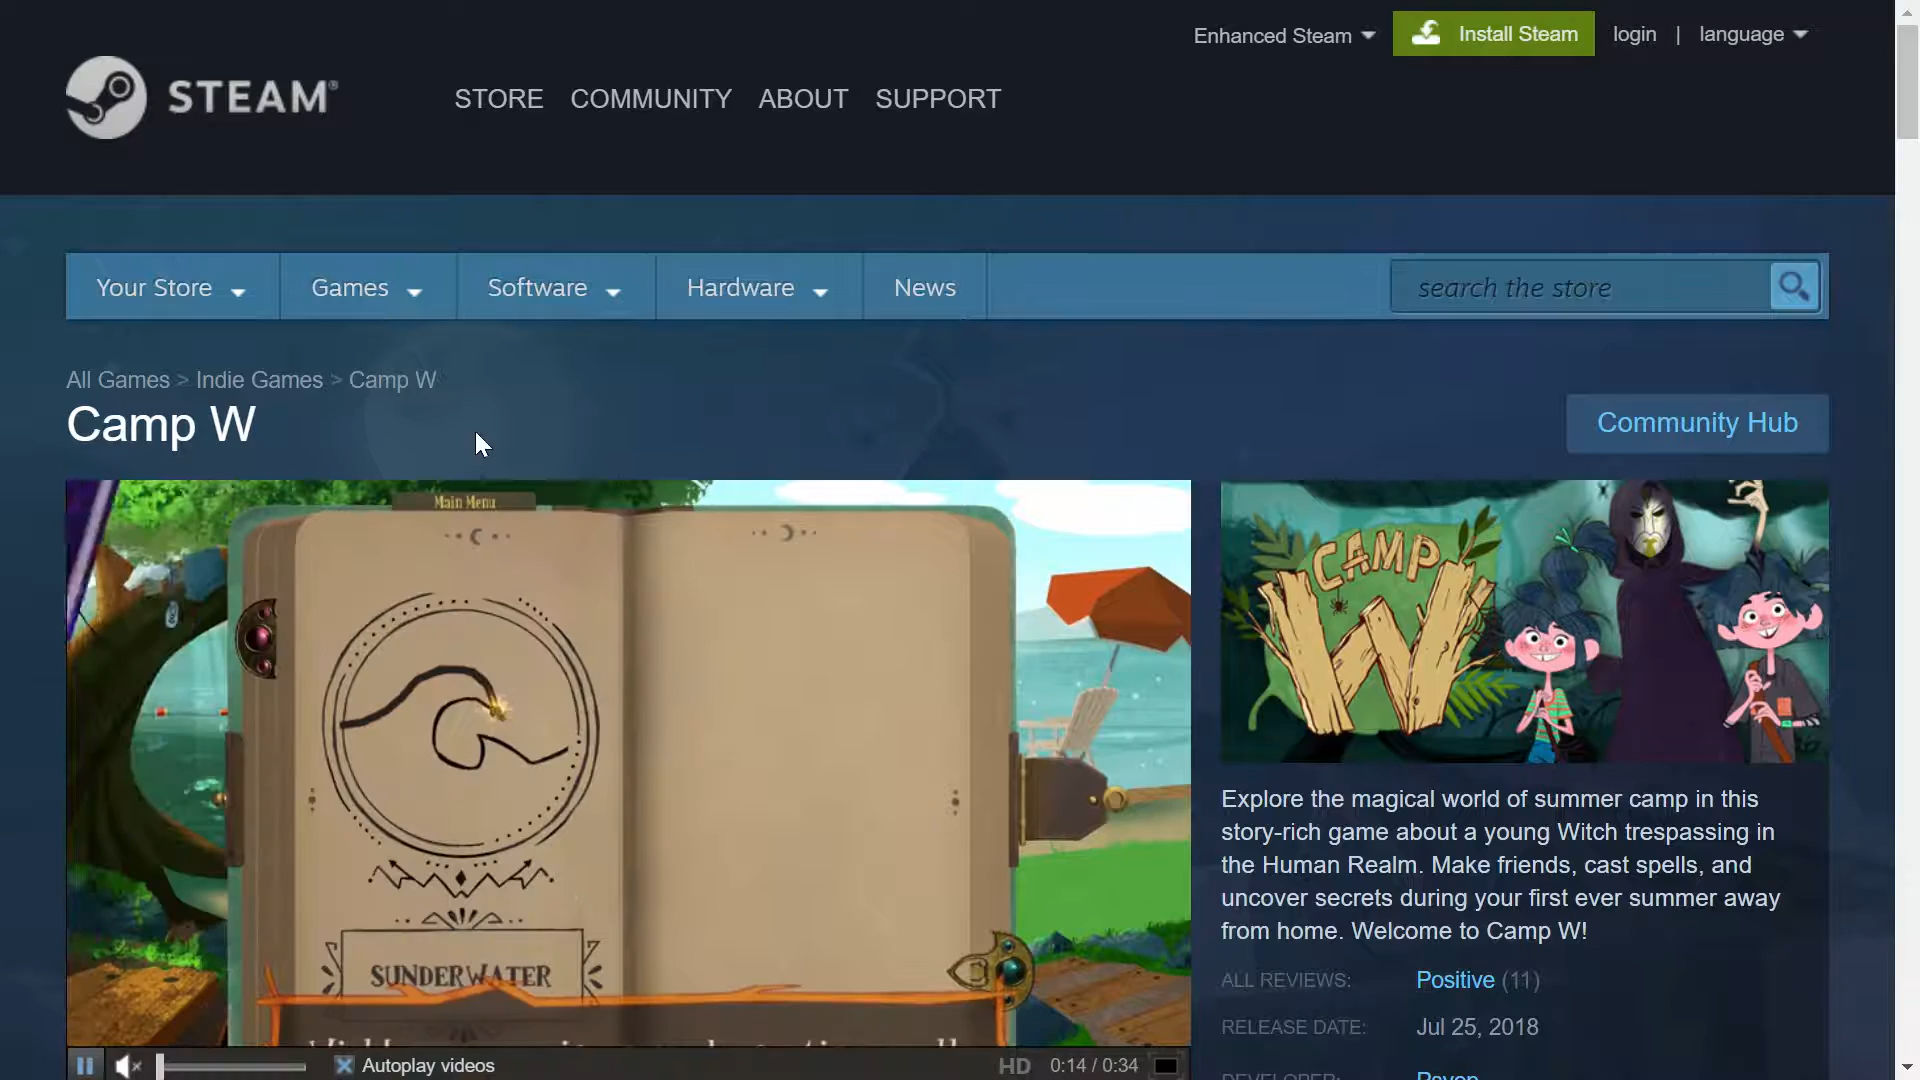 Enhanced Steam
Install Steam
login | language
STEAM®
STORE COMMUNITY ABOUT SUPPORT
Your Store Games Software Hardware News
search the store
All Games > Indie Games > Camp W
Camp W
Community Hub
Main Menu
SUNDERWATER
CAMP
W
Explore the magical world of summer camp in this
story-rich game about a young Witch trespassing in
the Human Realm. Make friends, cast spells, and
uncover secrets during your first ever summer away
from home. Welcome to Camp W!
ALL REVIEWS: Positive (11)
RELEASE DATE: Jul 25, 2018
DEVELOPER: Psyop
Autoplay videos
HD 0:14 / 0:34